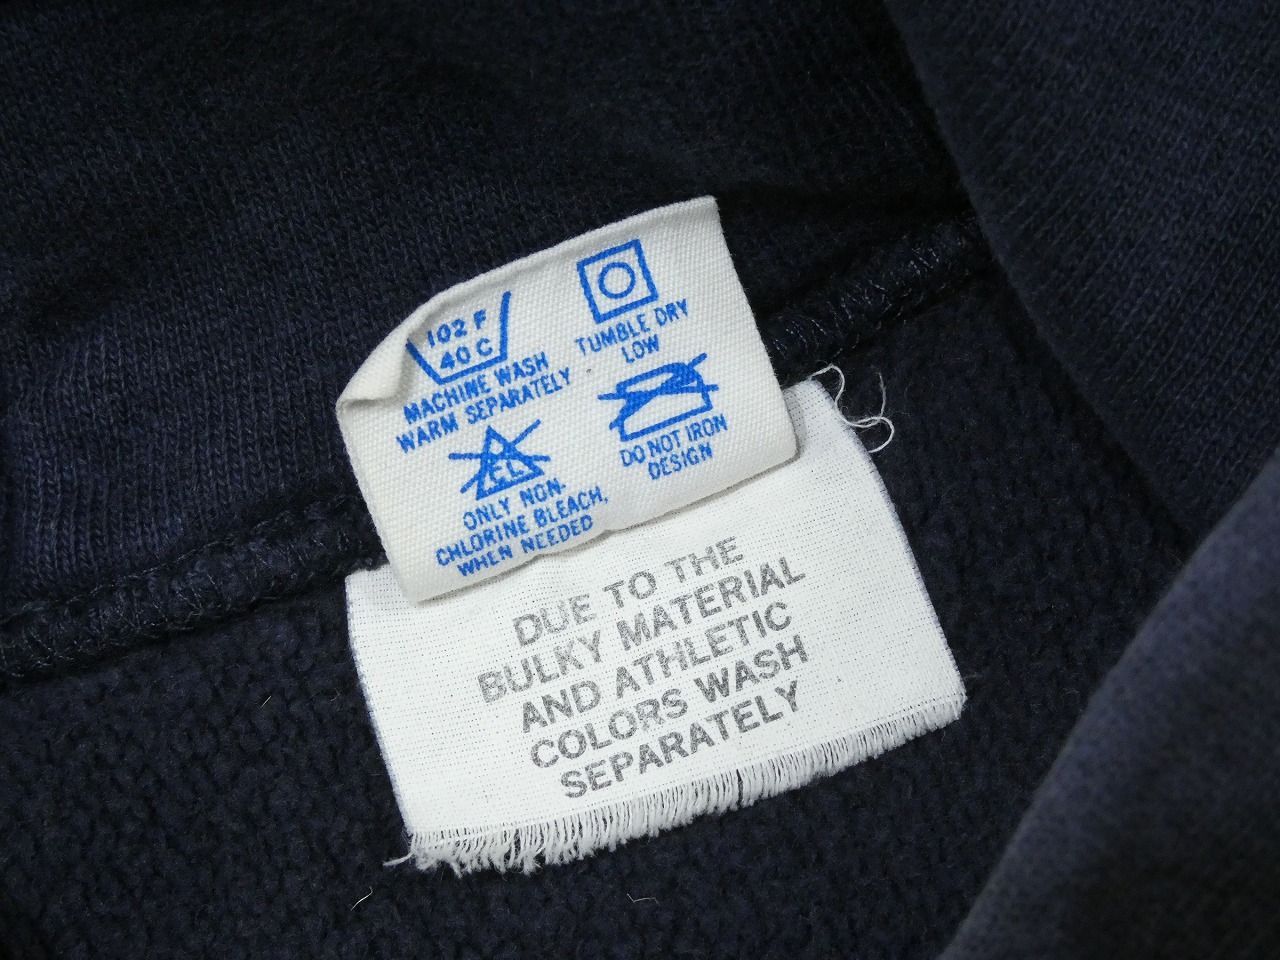 102 F
40 C
MACHINE WASH
WARM SEPARATELY
TUMBLE DRY
LOW
CL
ONLY NON-
CHLORINE BLEACH,
WHEN NEEDED
DO NOT IRON
DESIGN
DUE TO THE
BULKY MATERIAL
AND ATHLETIC
COLORS WASH
SEPARATELY